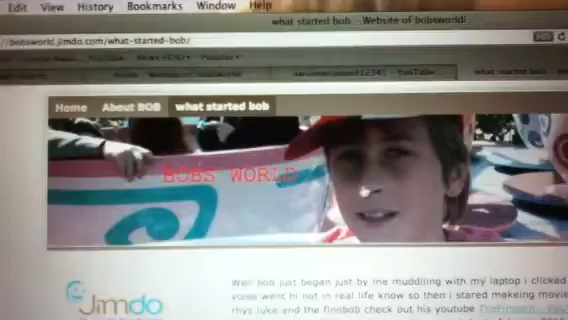 Edit View History Bookmarks Window Help
what started bob - Website of bobsworld!
//bobsworld.jimdo.com/what-started-bob/
Home About BOB what started bob
BOBS WORLD
Jimdo
Well bob just began just by me muddling with my laptop i clicked
voise went hi not in real life know so then i stared makeing movie
rhys luke and the finnbob check out his youtube